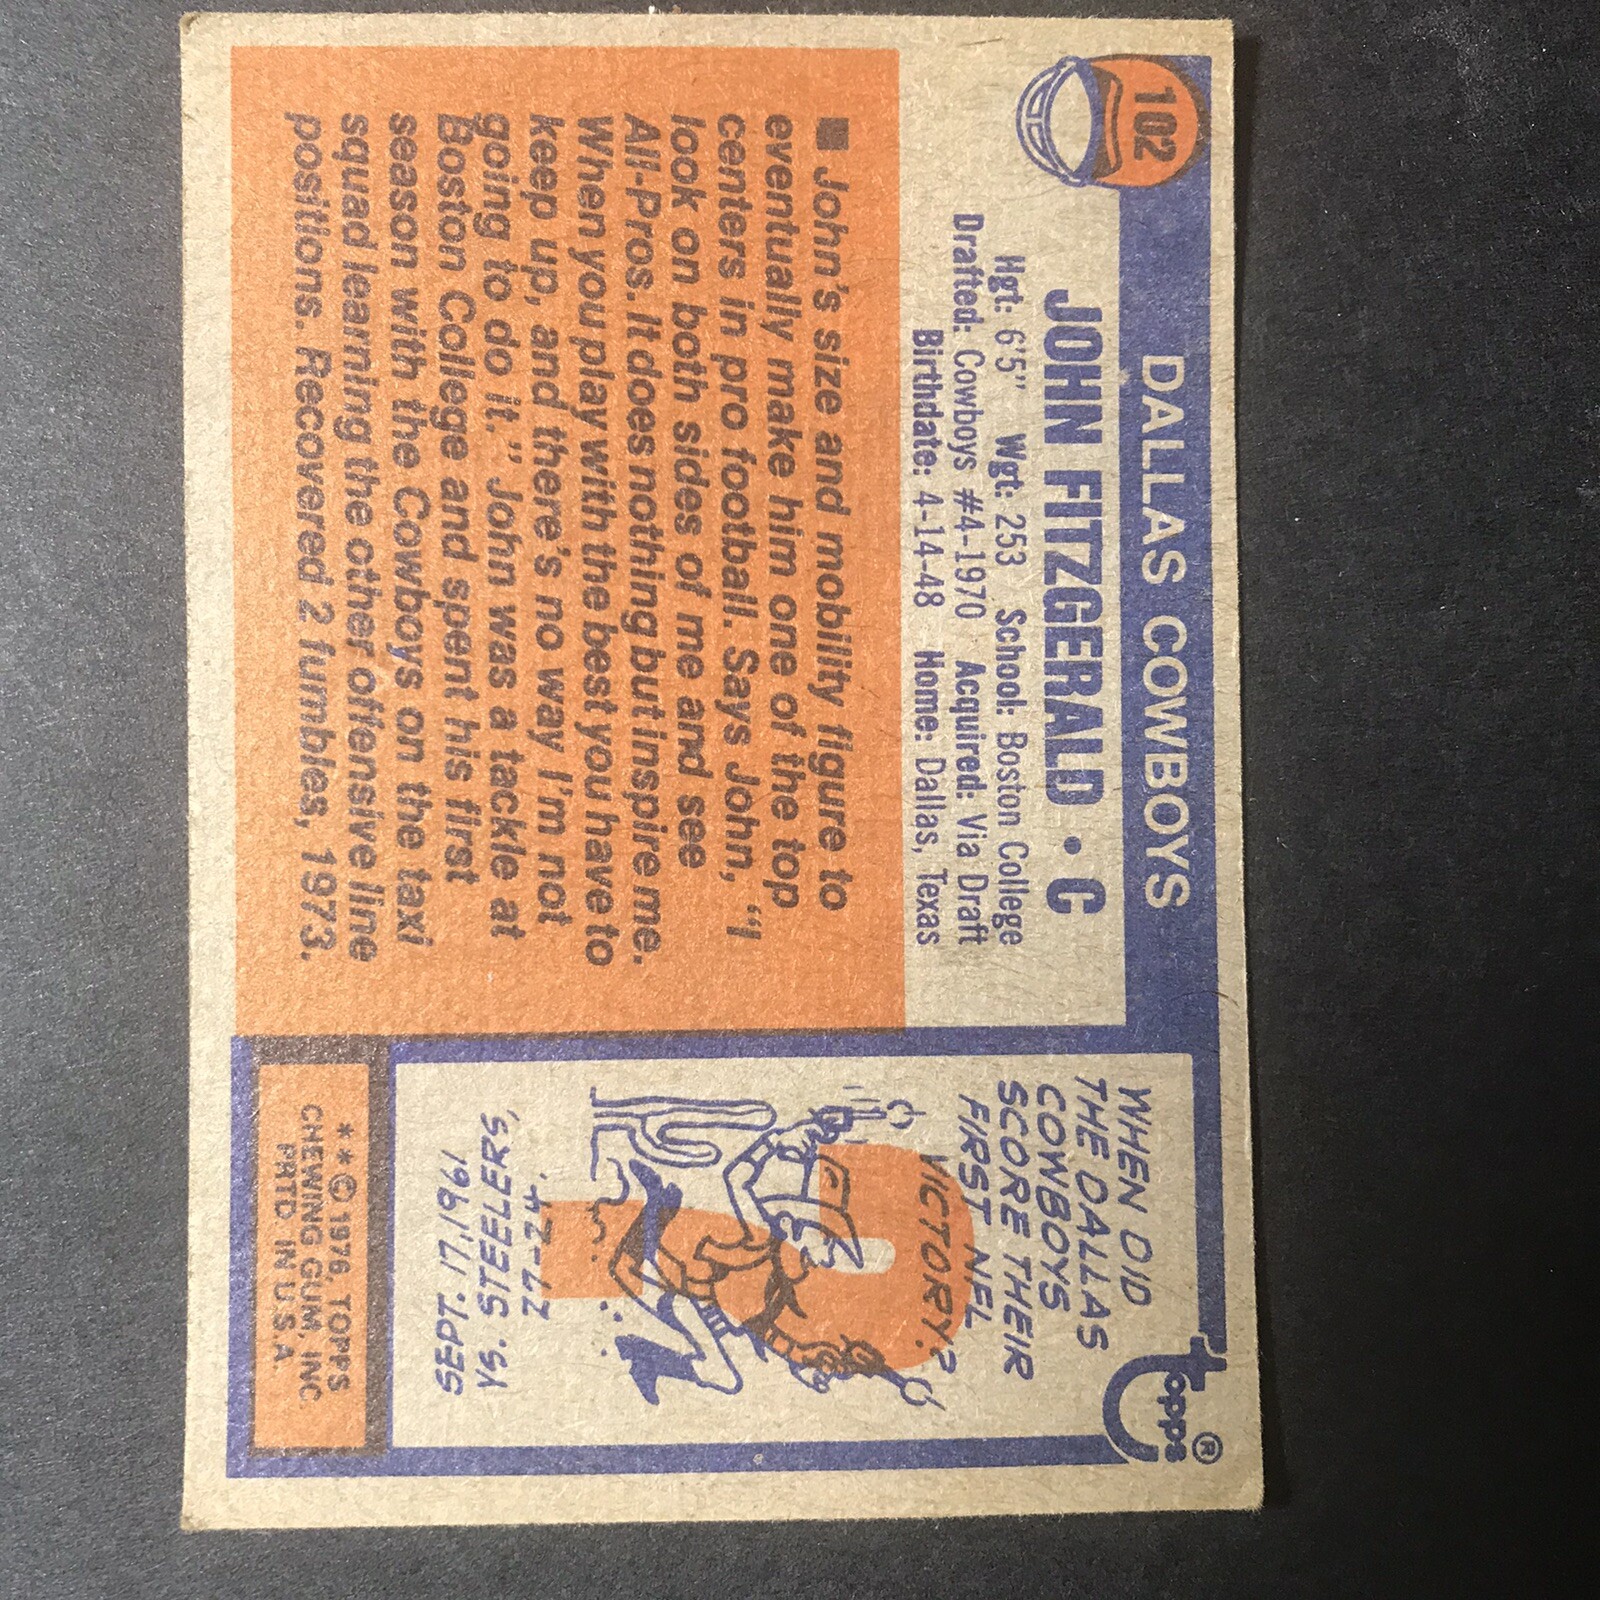 102
DALLAS COWBOYS
JOHN FITZGERALD • C
Hgt: 6'5" Wgt: 253 School: Boston College
Drafted: Cowboys #4-1970 Acquired: Via Draft
Birthdate: 4-14-48 Home: Dallas, Texas
■ John's size and mobility figure to
eventually make him one of the top
centers in pro football. Says John, "I
look on both sides of me and see
All-Pros. It does nothing but inspire me.
When you play with the best you have to
keep up, and there's no way I'm not
going to do it." John was a tackle at
Boston College and spent his first
season with the Cowboys on the taxi
squad learning the other offensive line
positions. Recovered 2 fumbles, 1973.
topps®
WHEN DID
THE DALLAS
COWBOYS
SCORE THEIR
FIRST NFL
VICTORY?
SEPT. 17, 1961
VS. STEELERS,
27-24.
** © 1976, TOPPS
CHEWING GUM, INC.
PRTD. IN U.S.A.